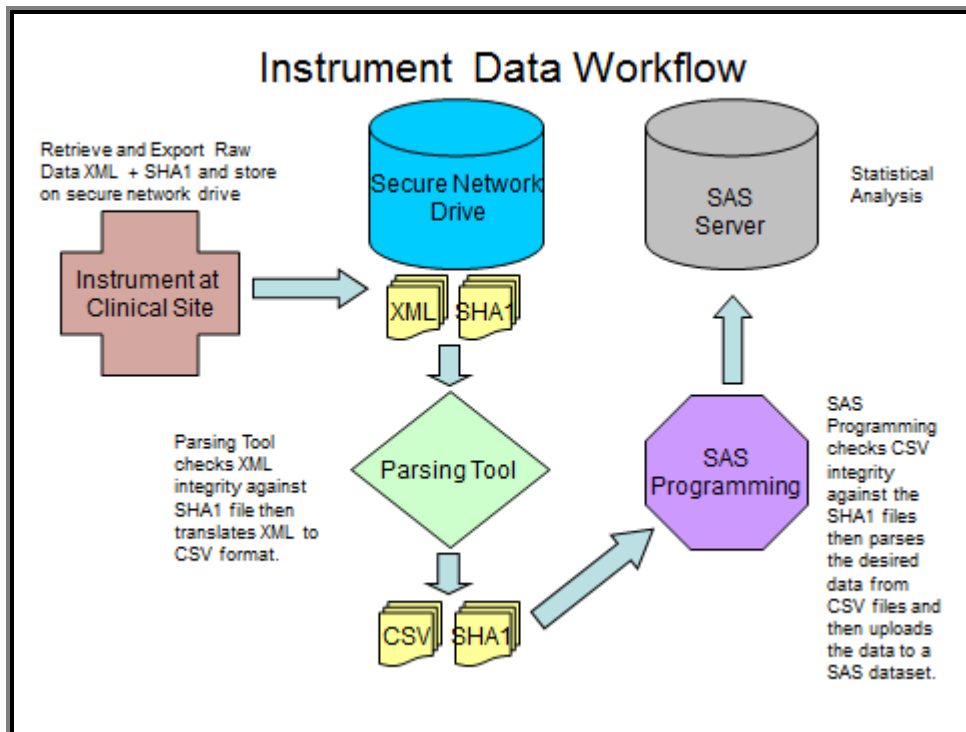 Instrument Data Workflow
Retrieve and Export Raw
Data XML + SHA1 and store
on secure network drive
Instrument at
Clinical Site
Secure Network
Drive
XML
SHA1
SAS
Server
Statistical
Analysis
Parsing Tool
checks XML
integrity against
SHA1 file then
translates XML to
CSV format.
Parsing Tool
CSV
SHA1
SAS
Programming
SAS
Programming
checks CSV
integrity
against the
SHA1 files
then parses
the desired
data from
CSV files and
then uploads
the data to a
SAS dataset.